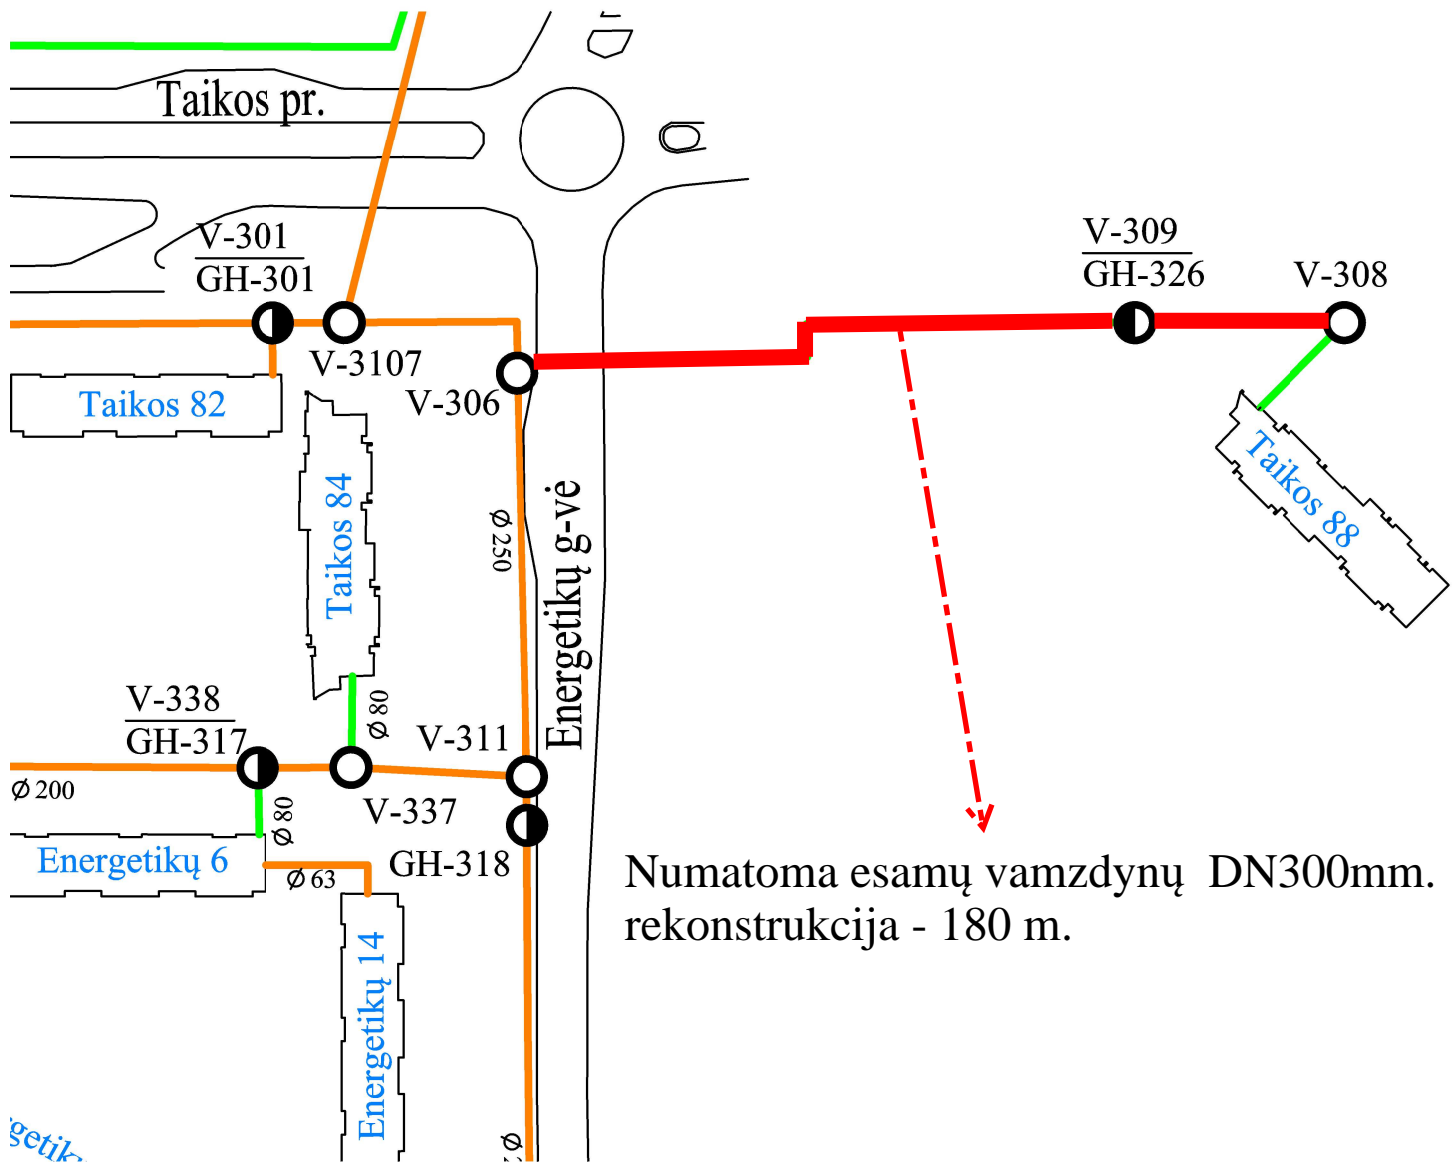 Taikos pr.
V-301
GH-301
V-309
GH-326
V-308
V-3107
V-306
Taikos 82
Taikos 84
Taikos 88
Ø 250
Energetikų g-vė
V-338
GH-317
Ø 80
V-311
Ø 200
Ø 80
V-337
Energetikų 6
Ø 63
GH-318
Numatoma esamų vamzdynų DN300mm.
rekonstrukcija - 180 m.
Energetikų 14